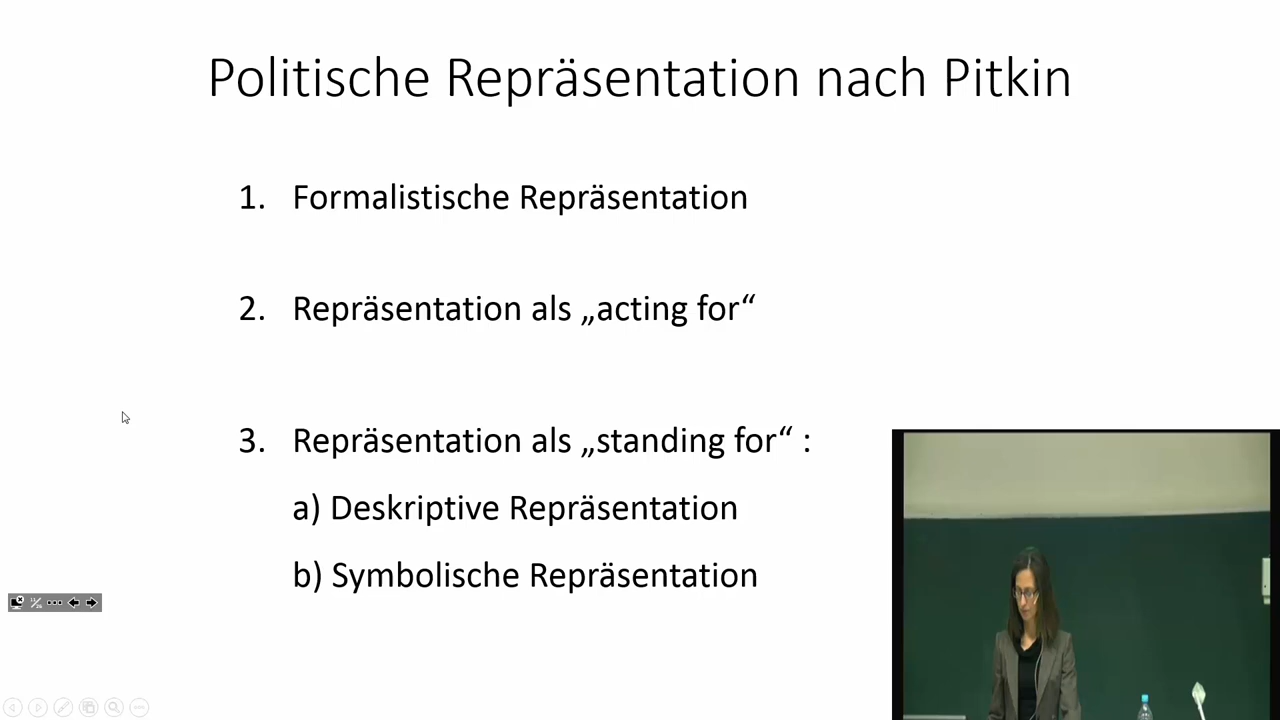 Politische Repräsentation nach Pitkin
1. Formalistische Repräsentation
2. Repräsentation als „acting for“
3. Repräsentation als „standing for“ :
a) Deskriptive Repräsentation
b) Symbolische Repräsentation